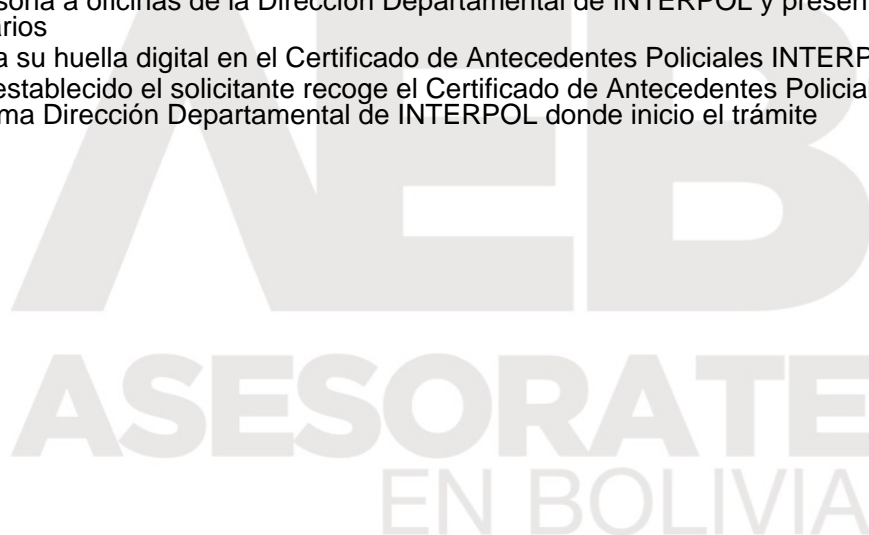 sona a oficinas de la Dirección Departamental de INTERPOL y presen
arios
a su huella digital en el Certificado de Antecedentes Policiales INTERP
establecido el solicitante recoge el Certificado de Antecedentes Policial
ma Dirección Departamental de INTERPOL donde inicio el trámite
AEB
ASESORATE
EN BOLIVIA